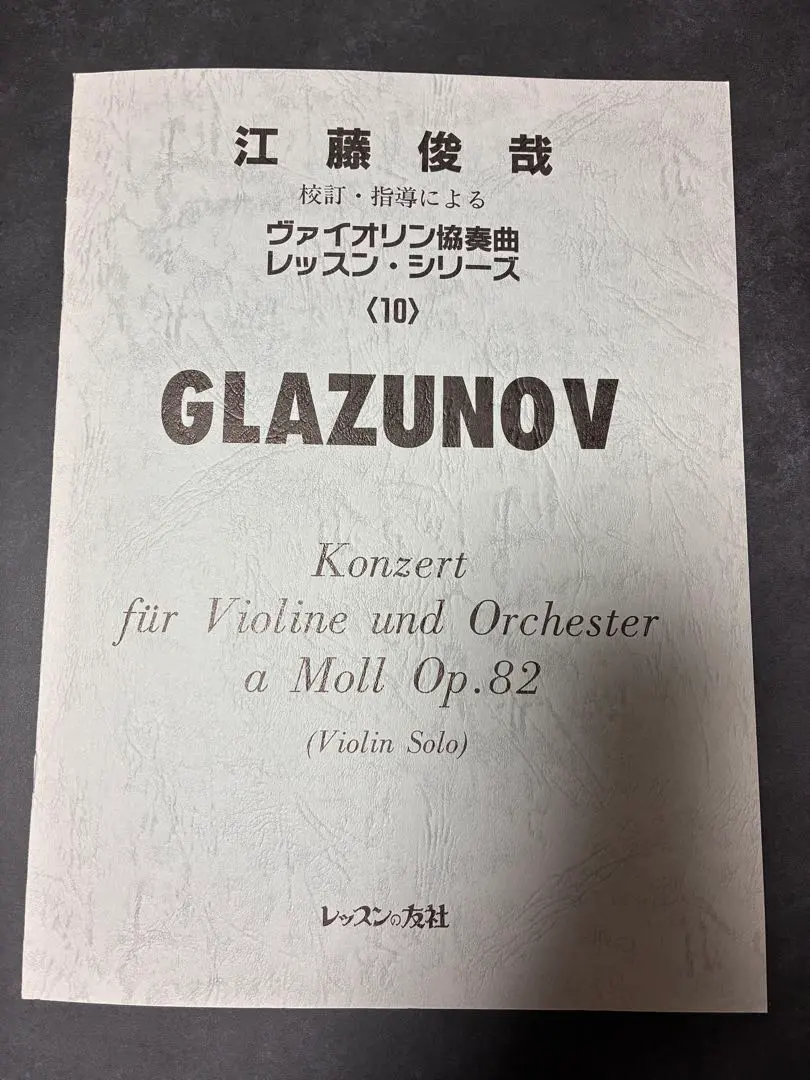 江藤俊哉
校訂・指導による
ヴァイオリン協奏曲
レッスン・シリーズ
〈10〉
GLAZUNOV
Konzert
für Violine und Orchester
a Moll Op.82
(Violin Solo)
レッスンの友社